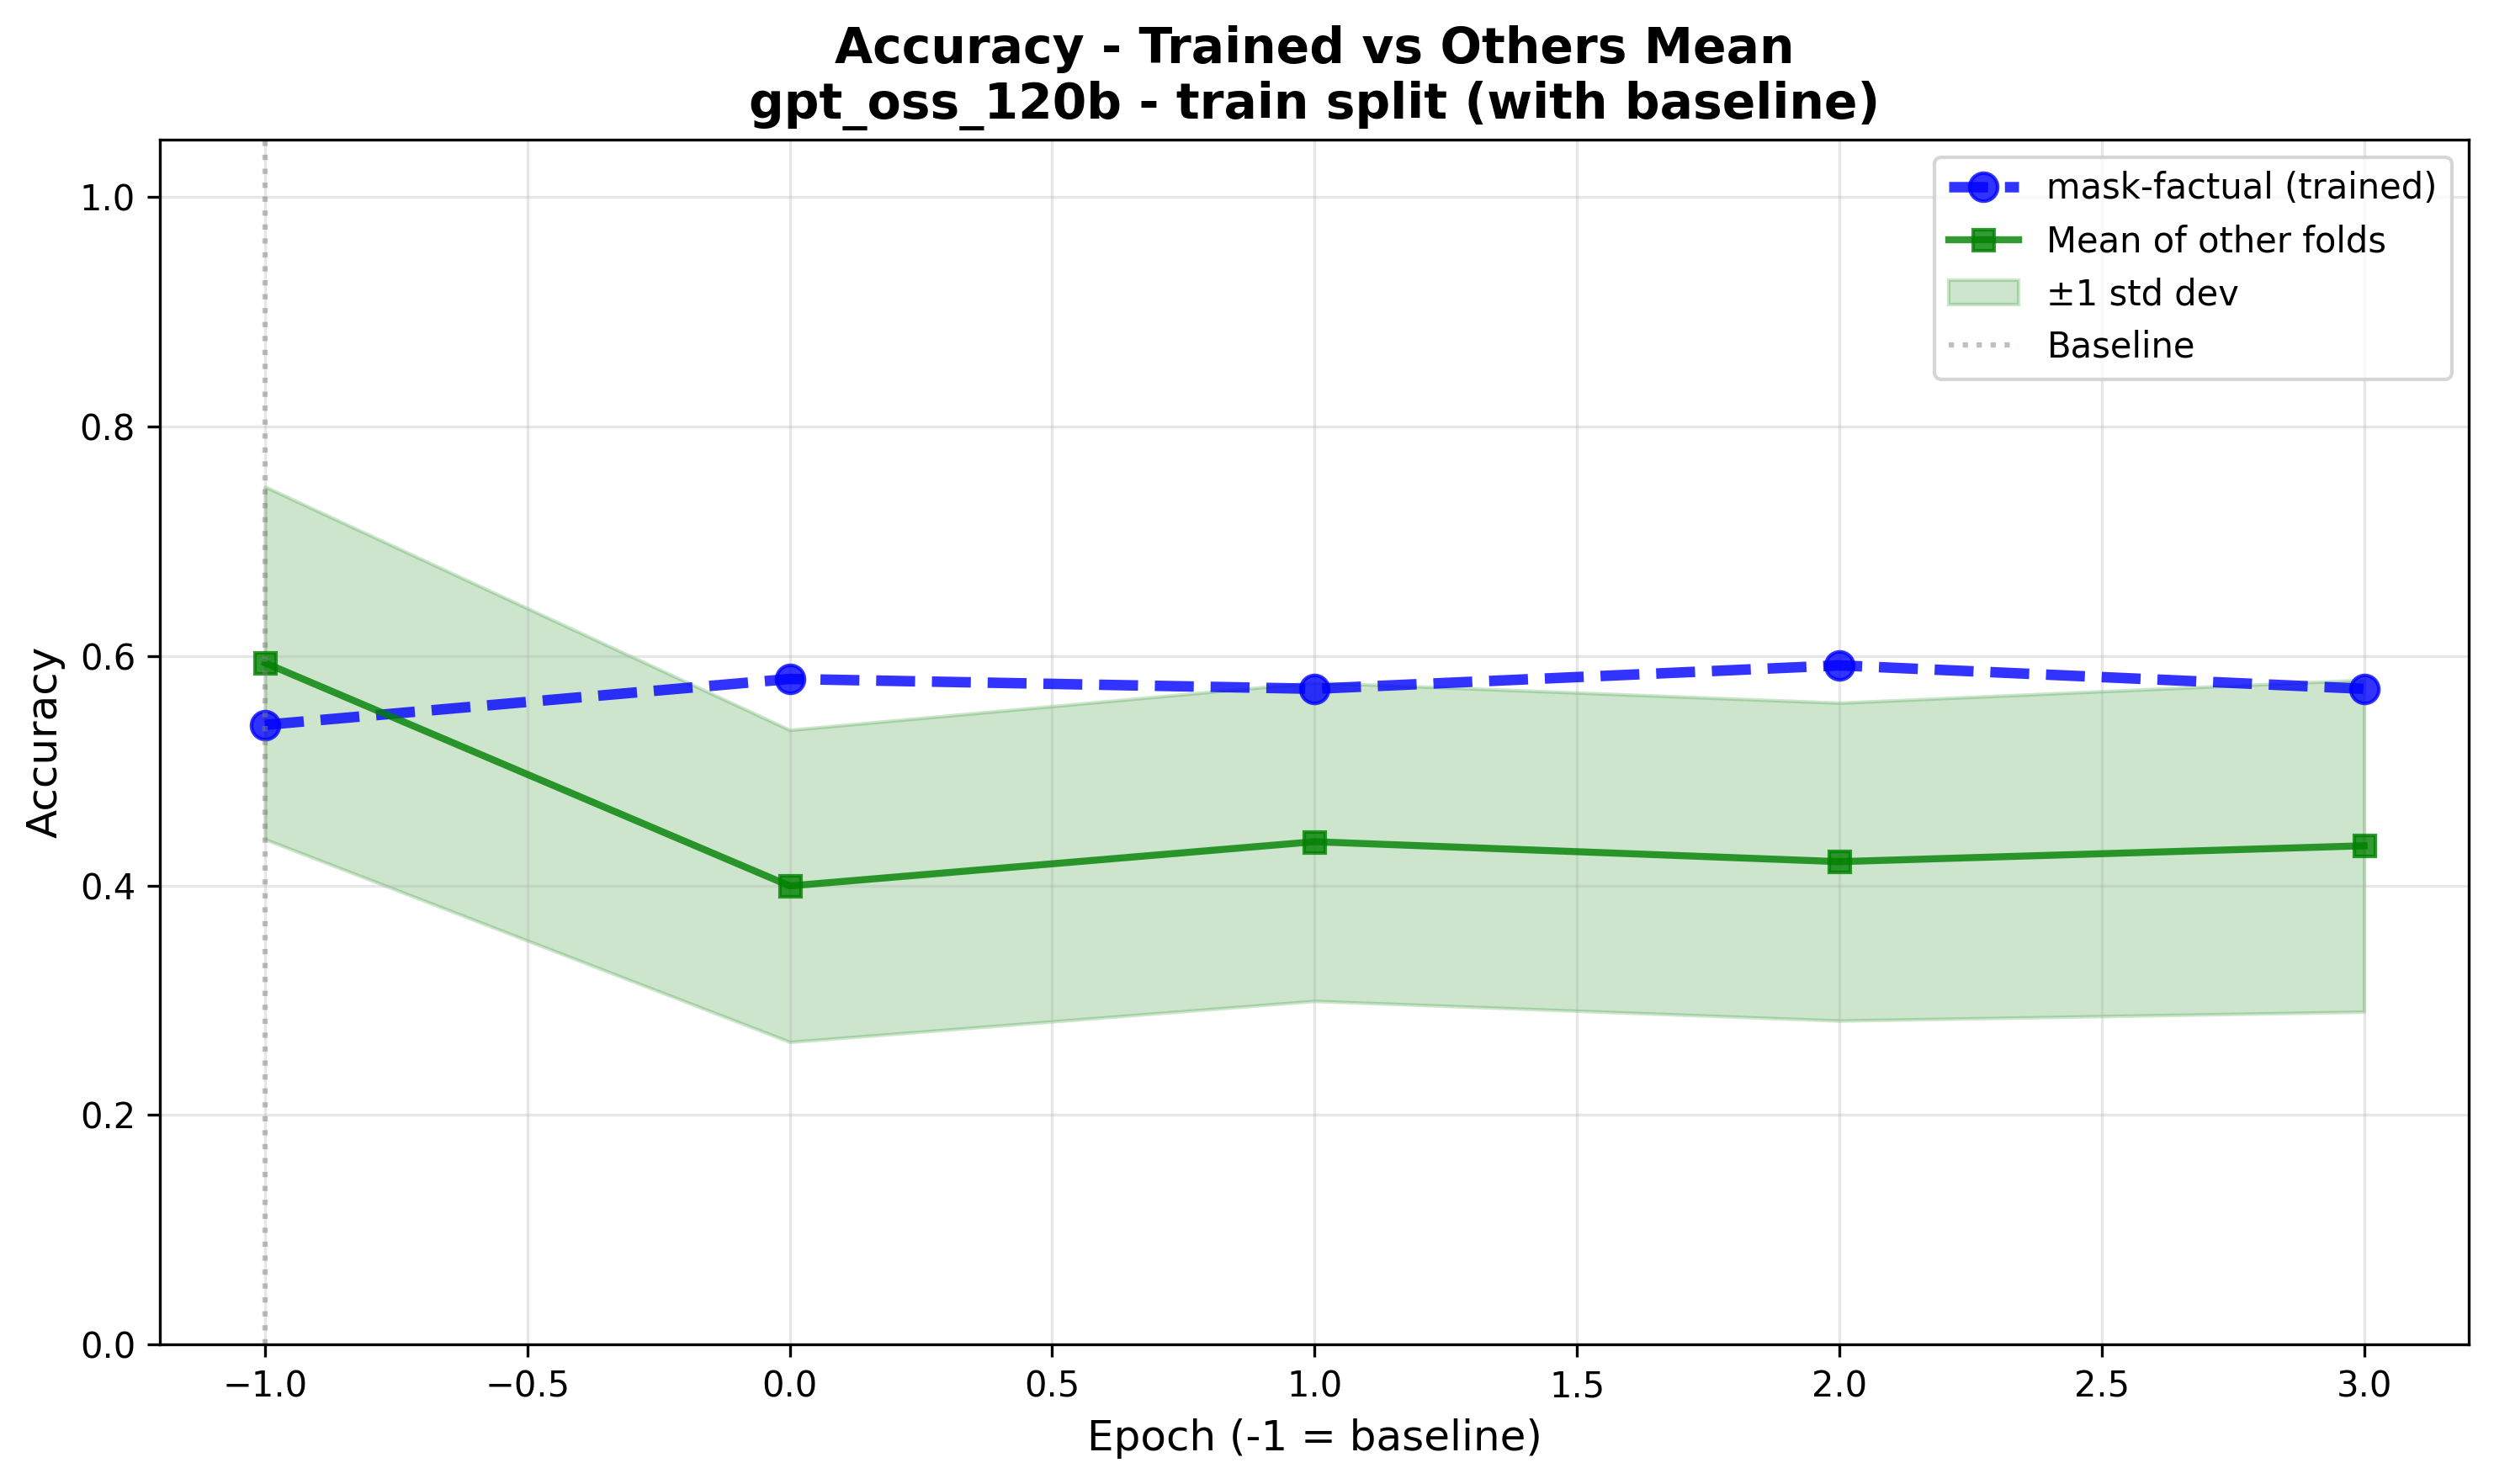 Accuracy - Trained vs Others Mean
gpt_oss_120b - train split (with baseline)
mask-factual (trained)
Mean of other folds
±1 std dev
Baseline
Accuracy
1.0
0.8
0.6
0.4
0.2
0.0
−1.0
−0.5
0.0
0.5
1.0
1.5
2.0
2.5
3.0
Epoch (-1 = baseline)